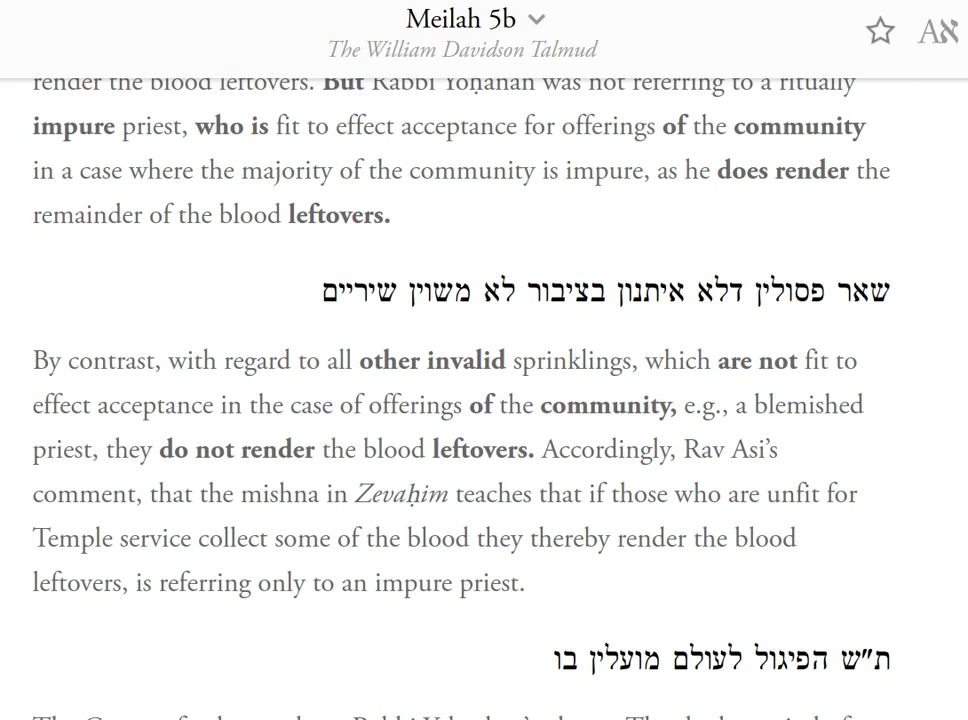 Meilah 5b
The William Davidson Talmud
Aא
render the blood leftovers. But Rabbi Yoḥanan was not referring to a ritually
impure priest, who is fit to effect acceptance for offerings of the community
in a case where the majority of the community is impure, as he does render the
remainder of the blood leftovers.
שאר פסולין דלא איתנון בציבור לא משוין שיריים
By contrast, with regard to all other invalid sprinklings, which are not fit to
effect acceptance in the case of offerings of the community, e.g., a blemished
priest, they do not render the blood leftovers. Accordingly, Rav Asi’s
comment, that the mishna in Zevaḥim teaches that if those who are unfit for
Temple service collect some of the blood they thereby render the blood
leftovers, is referring only to an impure priest.
ת״ש הפיגול לעולם מועלין בו